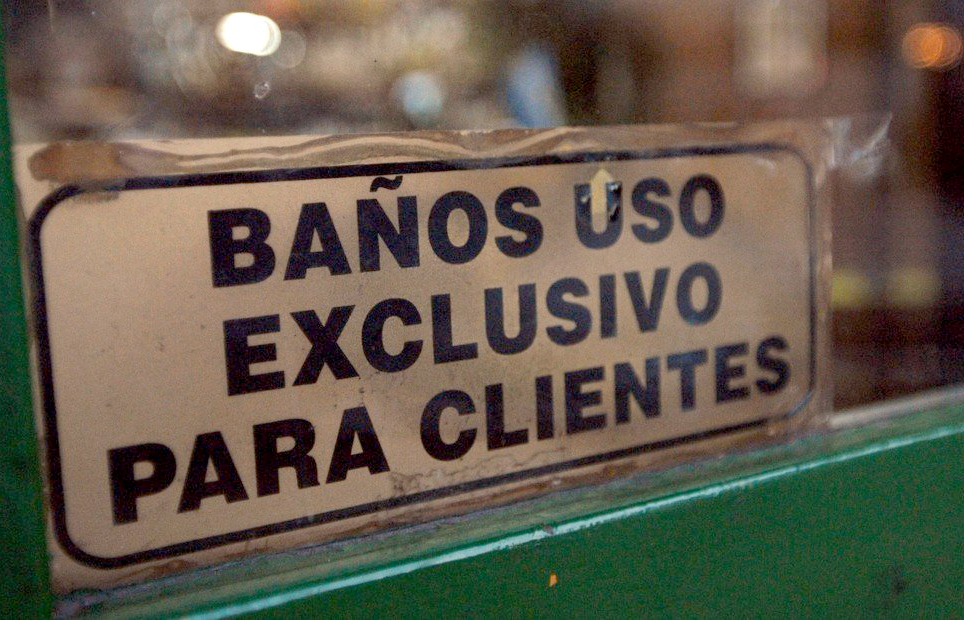 BAÑOS USO
EXCLUSIVO
PARA CLIENTES